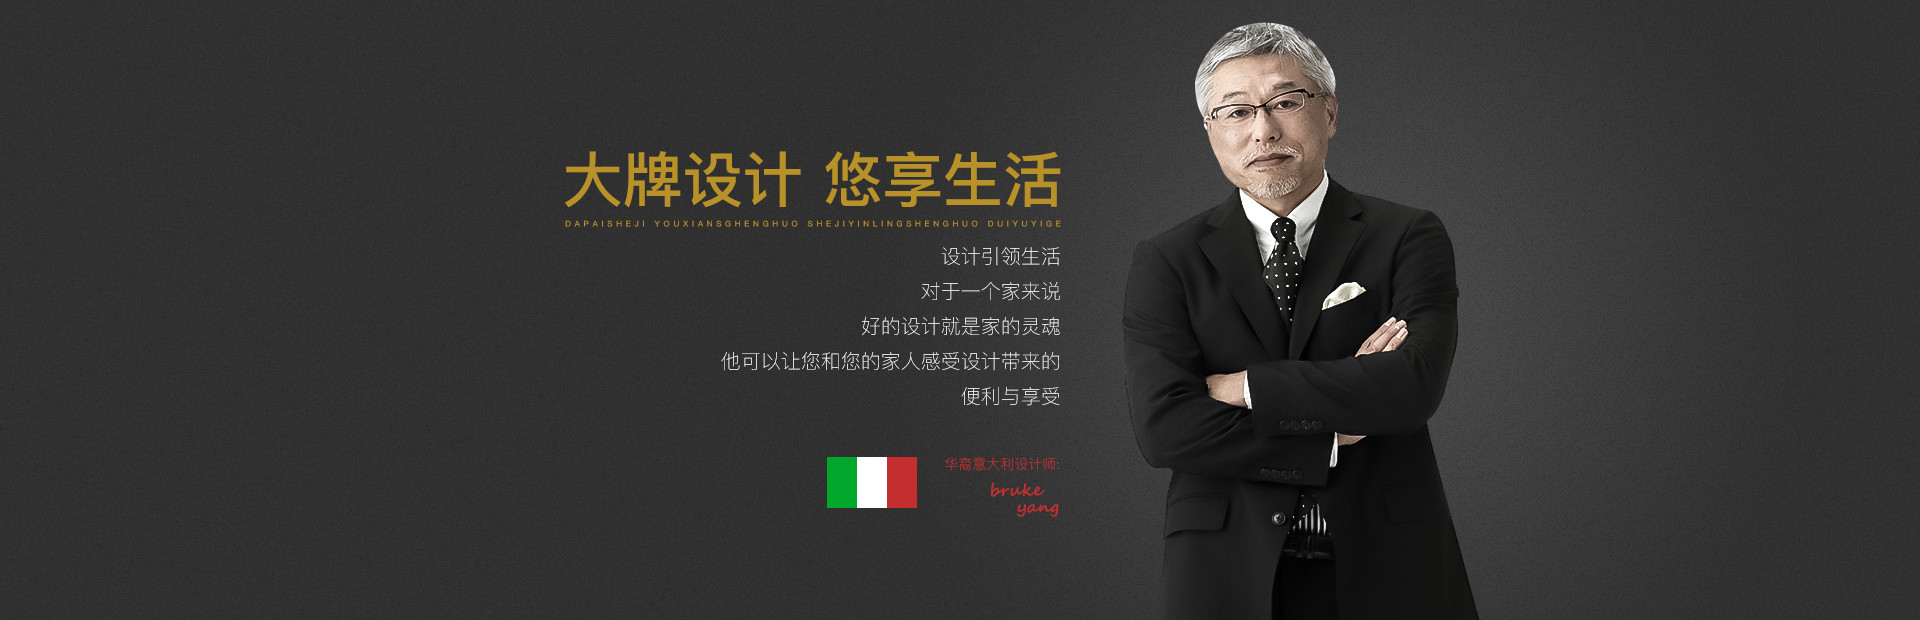 大牌设计 悠享生活
DAPAISHEJI YOUXIANSGHENGHUO SHEJIYINLINGSHENGHUO DUIYUYIGE
设计引领生活
对于一个家来说
好的设计就是家的灵魂
他可以让您和您的家人感受设计带来的
便利与享受
华裔意大利设计师:
bruke
yang